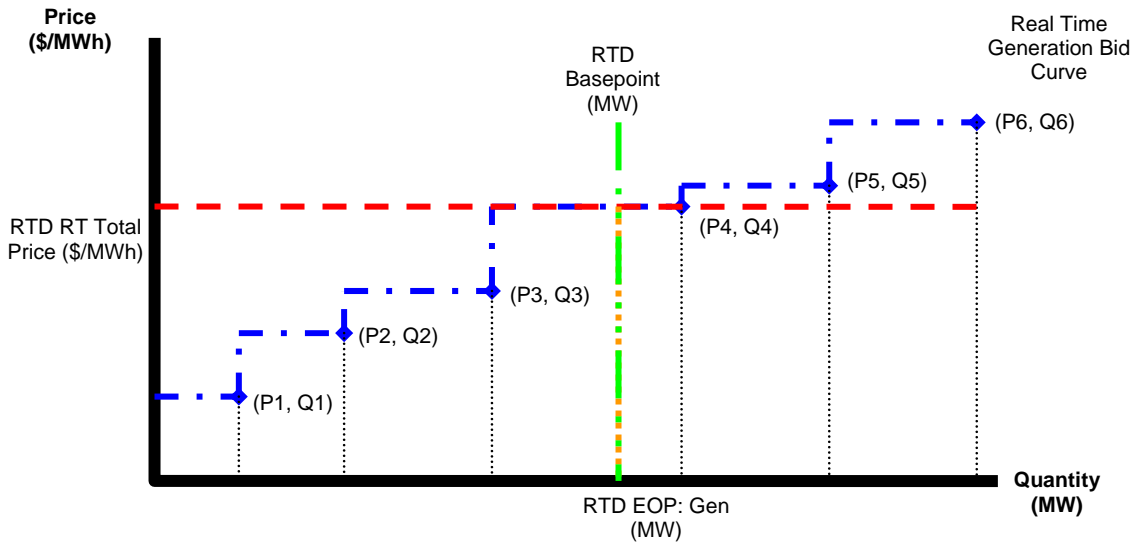 Price
($/MWh)
Real Time
Generation Bid
Curve
RTD
Basepoint
(MW)
(P6, Q6)
(P5, Q5)
(P4, Q4)
RTD RT Total
Price ($/MWh)
(P3, Q3)
(P2, Q2)
(P1, Q1)
Quantity
(MW)
RTD EOP: Gen
(MW)